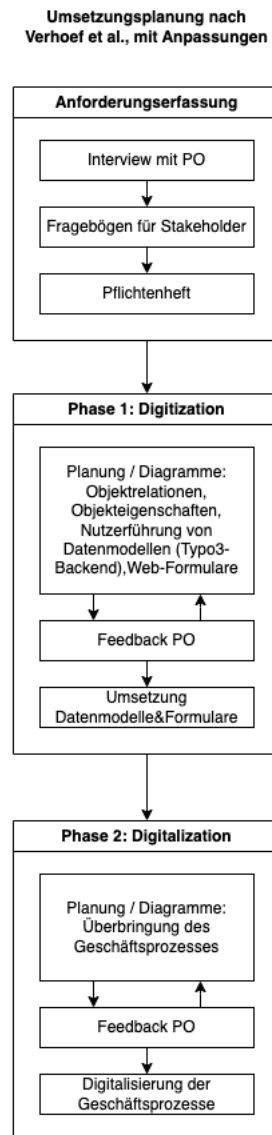 Umsetzungsplanung nach
Verhoef et al., mit Anpassungen
Anforderungserfassung
Interview mit PO
Fragebögen für Stakeholder
Pflichtenheft
Phase 1: Digitization
Planung / Diagramme:
Objektrelationen,
Objekteigenschaften,
Nutzerführung von
Datenmodellen (Typo3-
Backend),Web-Formulare
Feedback PO
Umsetzung
Datenmodelle&Formulare
Phase 2: Digitalization
Planung / Diagramme:
Überbringung des
Geschäftsprozesses
Feedback PO
Digitalisierung der
Geschäftsprozesse